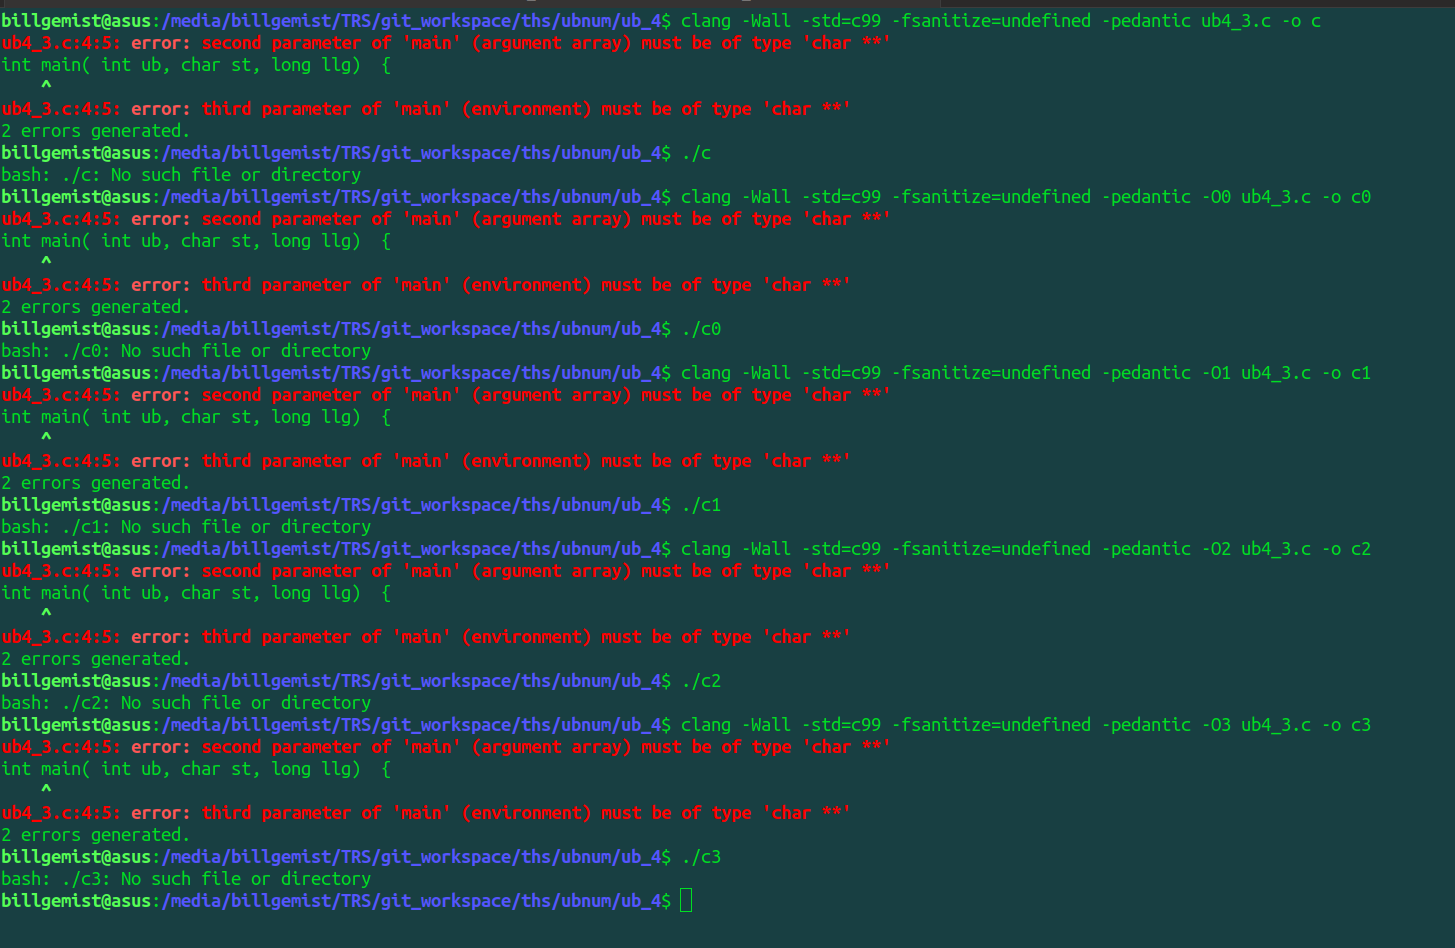 billgemist@asus:/media/billgemist/TRS/git_workspace/ths/ubnum/ub_4$ clang -Wall -std=c99 -fsanitize=undefined -pedantic ub4_3.c -o c
ub4_3.c:4:5: error: second parameter of 'main' (argument array) must be of type 'char **'
int main( int ub, char st, long llg)  {
    ^
ub4_3.c:4:5: error: third parameter of 'main' (environment) must be of type 'char **'
2 errors generated.
billgemist@asus:/media/billgemist/TRS/git_workspace/ths/ubnum/ub_4$ ./c
bash: ./c: No such file or directory
billgemist@asus:/media/billgemist/TRS/git_workspace/ths/ubnum/ub_4$ clang -Wall -std=c99 -fsanitize=undefined -pedantic -O0 ub4_3.c -o c0
ub4_3.c:4:5: error: second parameter of 'main' (argument array) must be of type 'char **'
int main( int ub, char st, long llg)  {
    ^
ub4_3.c:4:5: error: third parameter of 'main' (environment) must be of type 'char **'
2 errors generated.
billgemist@asus:/media/billgemist/TRS/git_workspace/ths/ubnum/ub_4$ ./c0
bash: ./c0: No such file or directory
billgemist@asus:/media/billgemist/TRS/git_workspace/ths/ubnum/ub_4$ clang -Wall -std=c99 -fsanitize=undefined -pedantic -O1 ub4_3.c -o c1
ub4_3.c:4:5: error: second parameter of 'main' (argument array) must be of type 'char **'
int main( int ub, char st, long llg)  {
    ^
ub4_3.c:4:5: error: third parameter of 'main' (environment) must be of type 'char **'
2 errors generated.
billgemist@asus:/media/billgemist/TRS/git_workspace/ths/ubnum/ub_4$ ./c1
bash: ./c1: No such file or directory
billgemist@asus:/media/billgemist/TRS/git_workspace/ths/ubnum/ub_4$ clang -Wall -std=c99 -fsanitize=undefined -pedantic -O2 ub4_3.c -o c2
ub4_3.c:4:5: error: second parameter of 'main' (argument array) must be of type 'char **'
int main( int ub, char st, long llg)  {
    ^
ub4_3.c:4:5: error: third parameter of 'main' (environment) must be of type 'char **'
2 errors generated.
billgemist@asus:/media/billgemist/TRS/git_workspace/ths/ubnum/ub_4$ ./c2
bash: ./c2: No such file or directory
billgemist@asus:/media/billgemist/TRS/git_workspace/ths/ubnum/ub_4$ clang -Wall -std=c99 -fsanitize=undefined -pedantic -O3 ub4_3.c -o c3
ub4_3.c:4:5: error: second parameter of 'main' (argument array) must be of type 'char **'
int main( int ub, char st, long llg)  {
    ^
ub4_3.c:4:5: error: third parameter of 'main' (environment) must be of type 'char **'
2 errors generated.
billgemist@asus:/media/billgemist/TRS/git_workspace/ths/ubnum/ub_4$ ./c3
bash: ./c3: No such file or directory
billgemist@asus:/media/billgemist/TRS/git_workspace/ths/ubnum/ub_4$